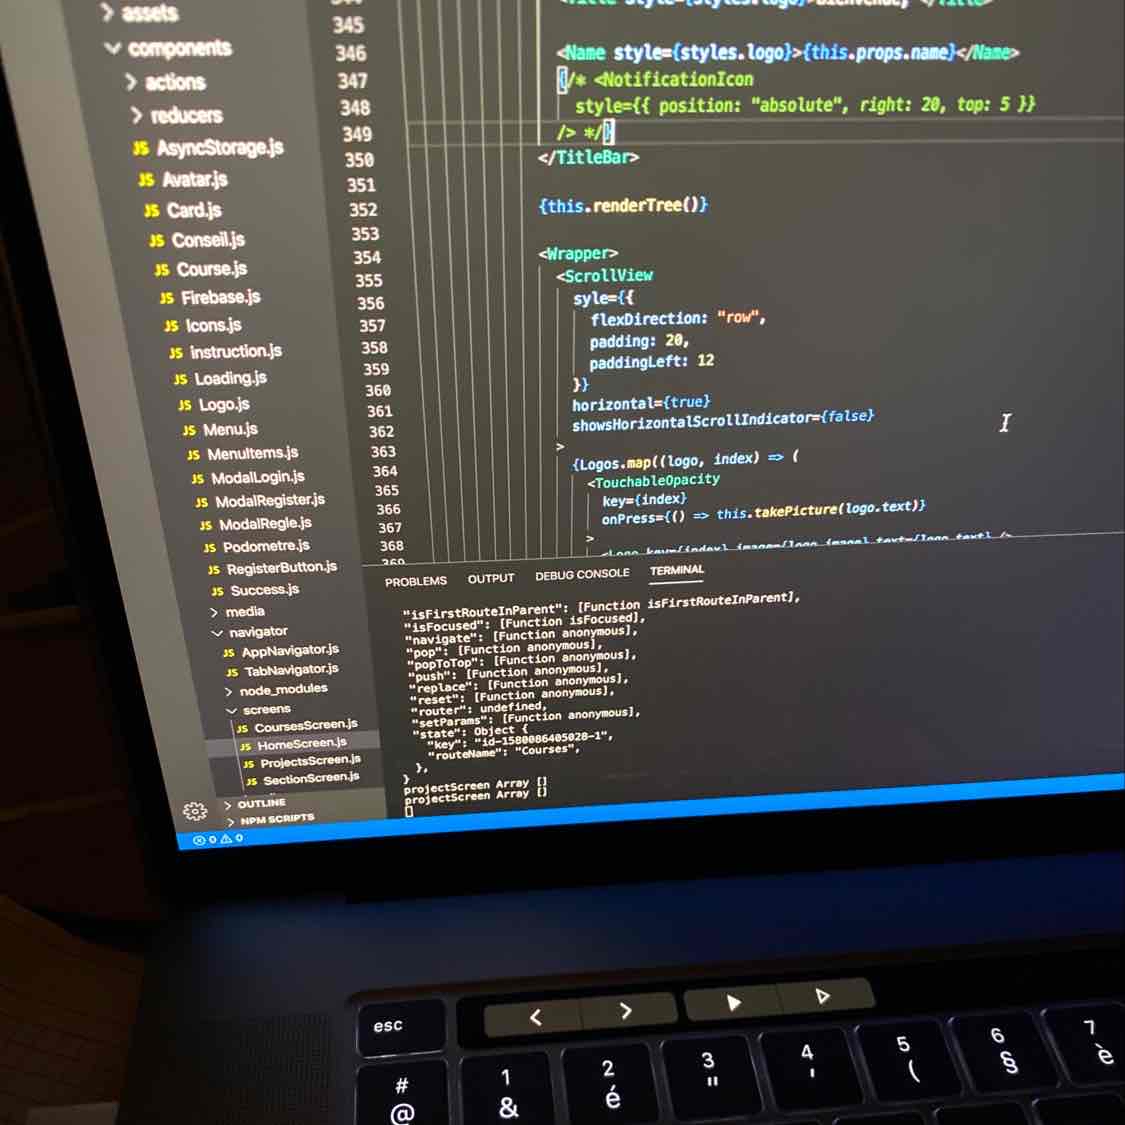 assets
components
actions
reducers
JS AsyncStorage.js
JS Avatar.js
JS Card.js
JS Conseil.js
JS Course.js
JS Firebase.js
JS Icons.js
JS instruction.js
JS Loading.js
JS Logo.js
JS Menu.js
JS MenuItems.js
JS ModalLogin.js
JS ModalRegister.js
JS ModalRegle.js
JS Podometre.js
JS RegisterButton.js
JS Success.js
media
navigator
JS AppNavigator.js
JS TabNavigator.js
node_modules
screens
JS CoursesScreen.js
JS HomeScreen.js
JS ProjectsScreen.js
JS SectionScreen.js
OUTLINE
NPM SCRIPTS
0 0
345
346 <Name style={styles.logo}>{this.props.name}</Name>
347 {/* <NotificationIcon
348 style={{ position: "absolute", right: 20, top: 5 }}
349 /> */}
350 </TitleBar>
351
352 {this.renderTree()}
353
354 <Wrapper>
355 <ScrollView
356 syle={{
357 flexDirection: "row",
358 padding: 20,
359 paddingLeft: 12
360 }}
361 horizontal={true}
362 showsHorizontalScrollIndicator={false}
363 >
364 {Logos.map((logo, index) => (
365 <TouchableOpacity
366 key={index}
367 onPress={() => this.takePicture(logo.text)}
368 >
369 <Logo key={index} image={logo.image} text={logo.text} />
PROBLEMS OUTPUT DEBUG CONSOLE TERMINAL
"isFirstRouteInParent": [Function isFirstRouteInParent],
"isFocused": [Function isFocused],
"navigate": [Function anonymous],
"pop": [Function anonymous],
"popToTop": [Function anonymous],
"push": [Function anonymous],
"replace": [Function anonymous],
"reset": [Function anonymous],
"router": undefined,
"setParams": [Function anonymous],
"state": Object {
"key": "id-1580086405028-1",
"routeName": "Courses",
},
}
projectScreen Array []
projectScreen Array []
esc
# 1 2 3 4 5 6 7
@ & é " ' ( § è